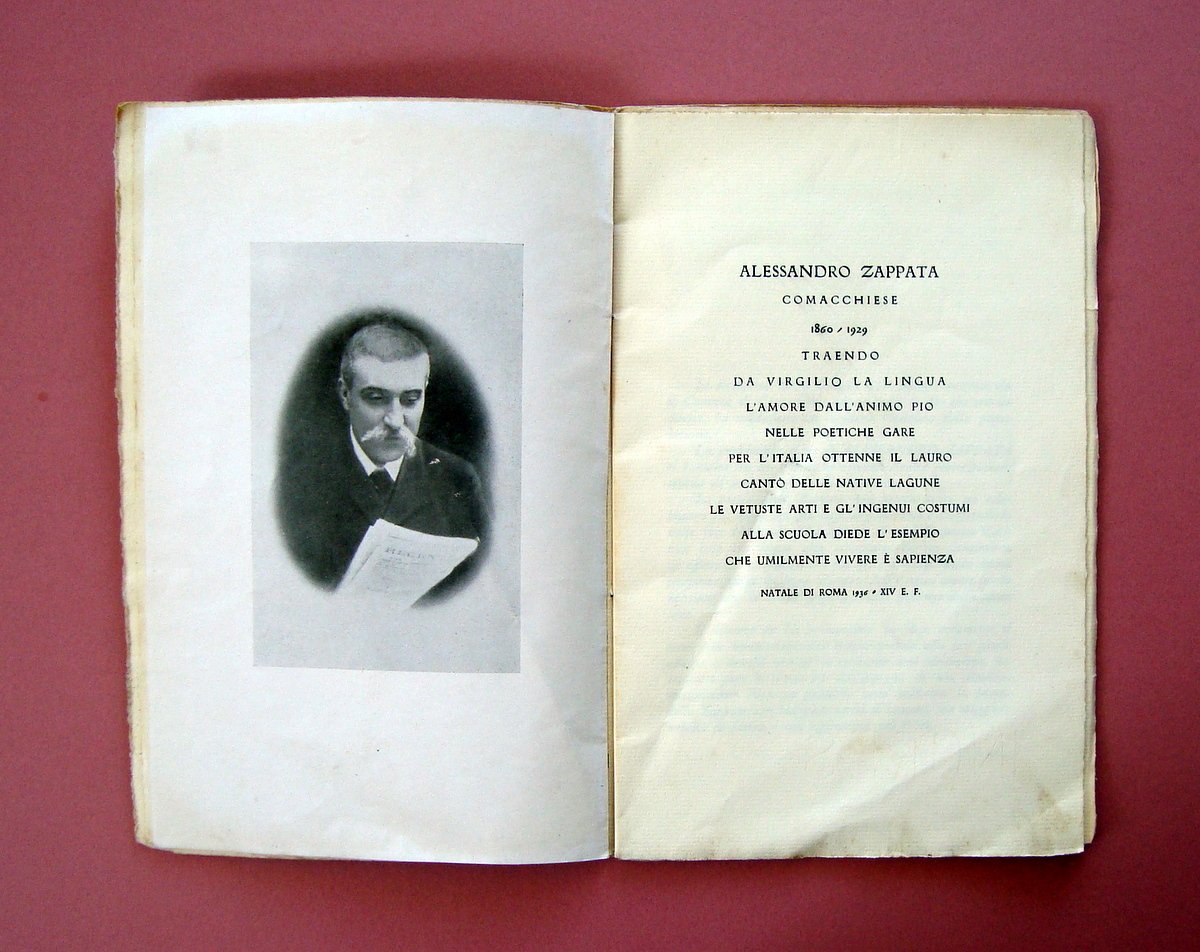 ALESSANDRO ZAPPATA
COMACCHIESE
1860 / 1929
TRAENDO
DA VIRGILIO LA LINGUA
L'AMORE DALL'ANIMO PIO
NELLE POETICHE GARE
PER L'ITALIA OTTENNE IL LAURO
CANTÒ DELLE NATIVE LAGUNE
LE VETUSTE ARTI E GL'INGENUI COSTUMI
ALLA SCUOLA DIEDE L'ESEMPIO
CHE UMILMENTE VIVERE È SAPIENZA
NATALE DI ROMA 1936 / XIV E. F.